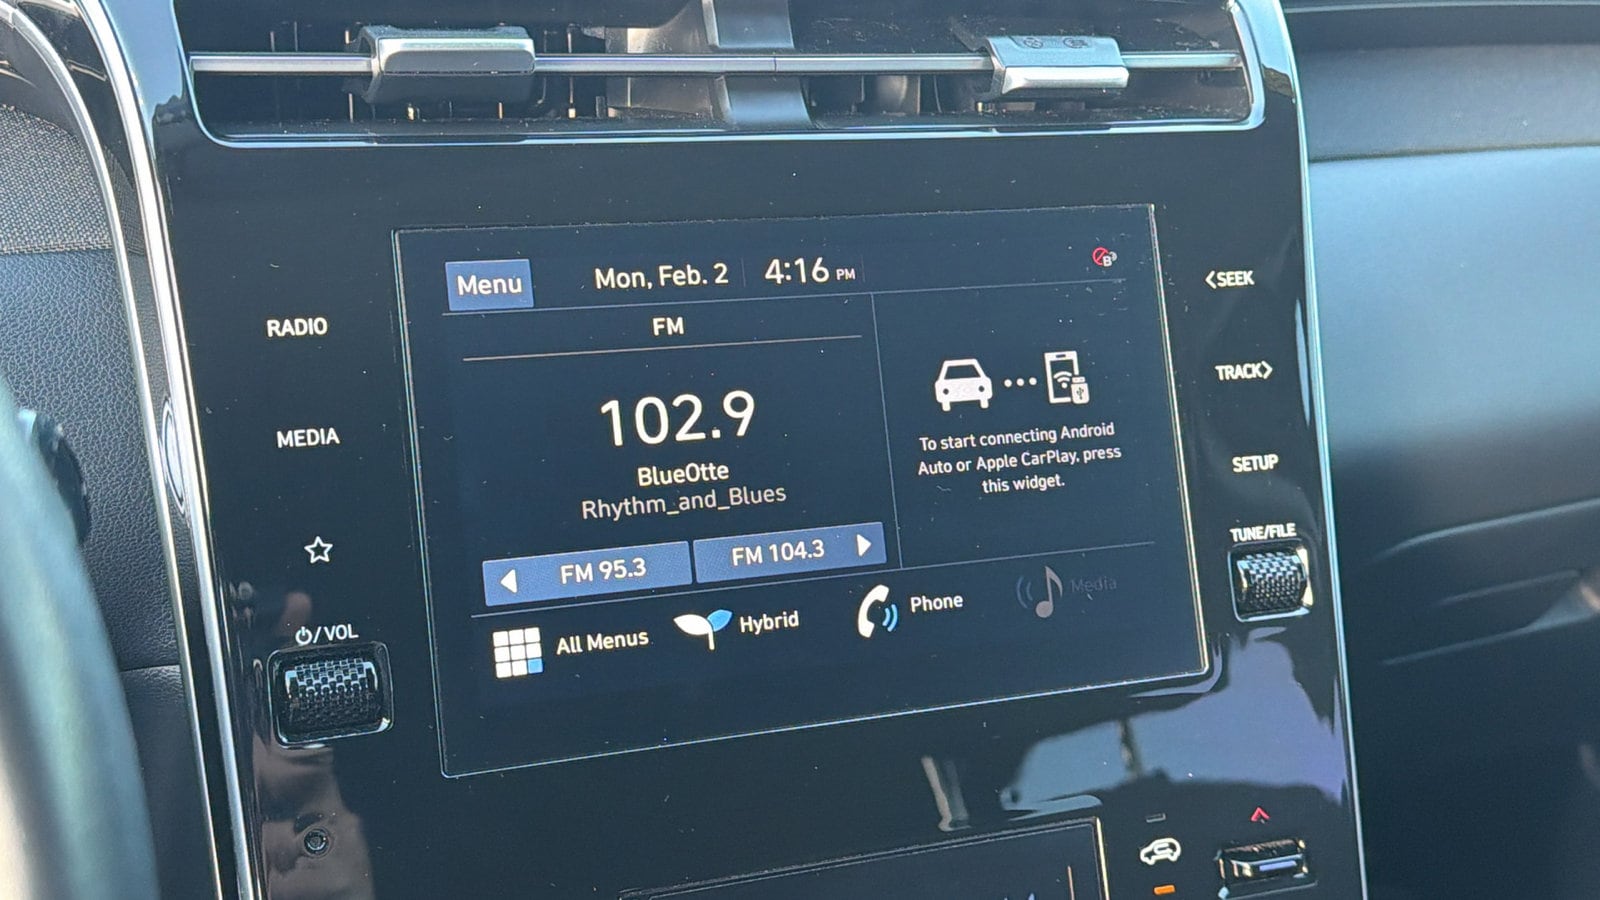 Menu
Mon, Feb. 2
4:16 PM
B
FM
102.9
BlueOtte
Rhythm_and_Blues
FM 95.3
FM 104.3
To start connecting Android
Auto or Apple CarPlay, press
this widget.
All Menus
Hybrid
Phone
Media
RADIO
MEDIA
/ VOL
<SEEK
TRACK>
SETUP
TUNE/FILE